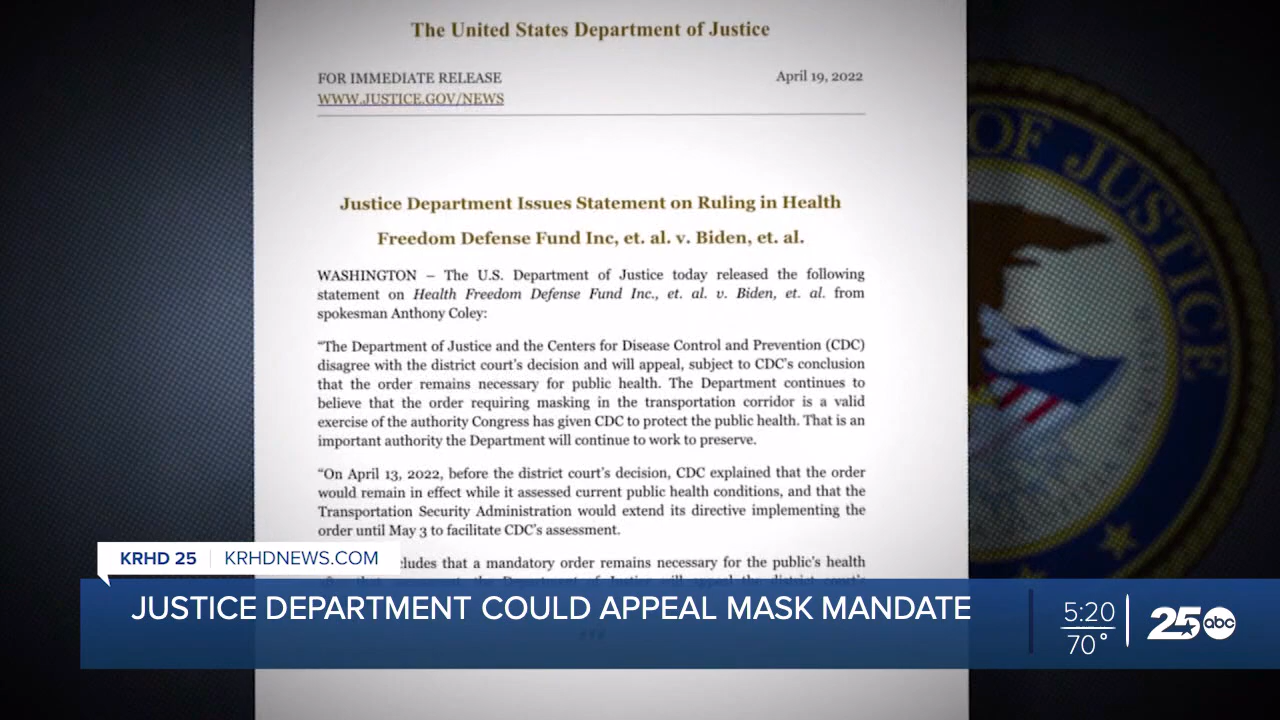 The United States Department of Justice
FOR IMMEDIATE RELEASE
April 19, 2022
WWW.JUSTICE.GOV/NEWS
Justice Department Issues Statement on Ruling in Health
Freedom Defense Fund Inc, et. al. v. Biden, et. al.
WASHINGTON – The U.S. Department of Justice today released the following
statement on Health Freedom Defense Fund Inc., et. al. v. Biden, et. al. from
spokesman Anthony Coley:
“The Department of Justice and the Centers for Disease Control and Prevention (CDC)
disagree with the district court’s decision and will appeal, subject to CDC’s conclusion
that the order remains necessary for public health. The Department continues to
believe that the order requiring masking in the transportation corridor is a valid
exercise of the authority Congress has given CDC to protect the public health. That is an
important authority the Department will continue to work to preserve.
“On April 13, 2022, before the district court’s decision, CDC explained that the order
would remain in effect while it assessed current public health conditions, and that the
Transportation Security Administration would extend its directive implementing the
order until May 3 to facilitate CDC’s assessment.
that a mandatory order remains necessary for the public’s health
OF JUSTICE
KRHD 25 KRHDNEWS.COM
JUSTICE DEPARTMENT COULD APPEAL MASK MANDATE
5:20
70°
25 abc